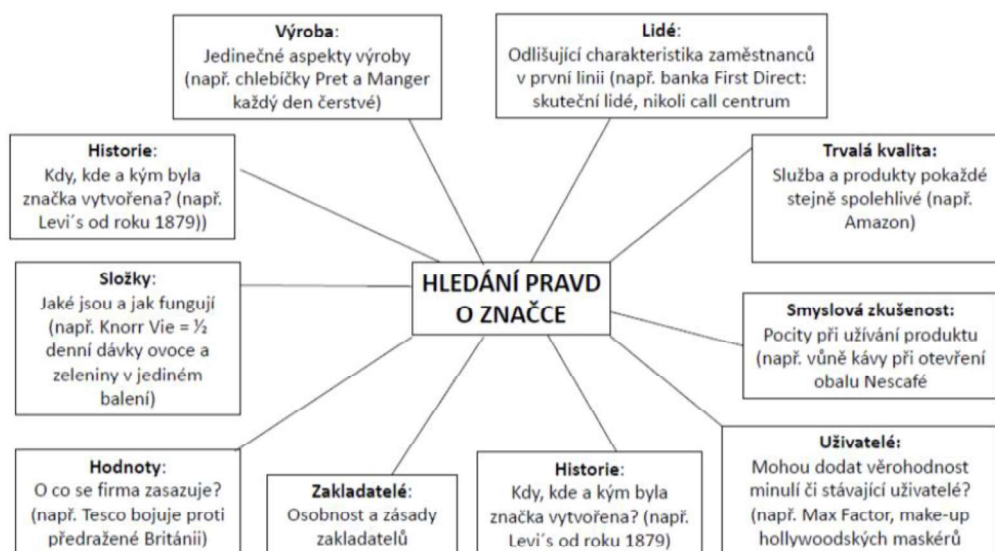 Výroba:
Jedinečné aspekty výroby
(např. chlebíčky Pret a Manger
každý den čerstvé)
Lidé:
Odlišující charakteristika zaměstnanců
v první linii (např. banka First Direct:
skuteční lidé, nikoli call centrum
Historie:
Kdy, kde a kým byla
značka vytvořena? (např.
Levi´s od roku 1879))
Trvalá kvalita:
Služba a produkty pokaždé
stejně spolehlivé (např.
Amazon)
HLEDÁNÍ PRAVD
O ZNAČCE
Složky:
Jaké jsou a jak fungují
(např. Knorr Vie = ½
denní dávky ovoce a
zeleniny v jediném
balení)
Smyslová zkušenost:
Pocity při užívání produktu
(např. vůně kávy při otevření
obalu Nescafé
Hodnoty:
O co se firma zasazuje?
(např. Tesco bojuje proti
předražené Británii)
Zakladatelé:
Osobnost a zásady
zakladatelů
Historie:
Kdy, kde a kým byla
značka vytvořena? (např.
Levi´s od roku 1879)
Uživatelé:
Mohou dodat věrohodnost
minulí či stávající uživatelé?
(např. Max Factor, make-up
hollywoodských maskérů